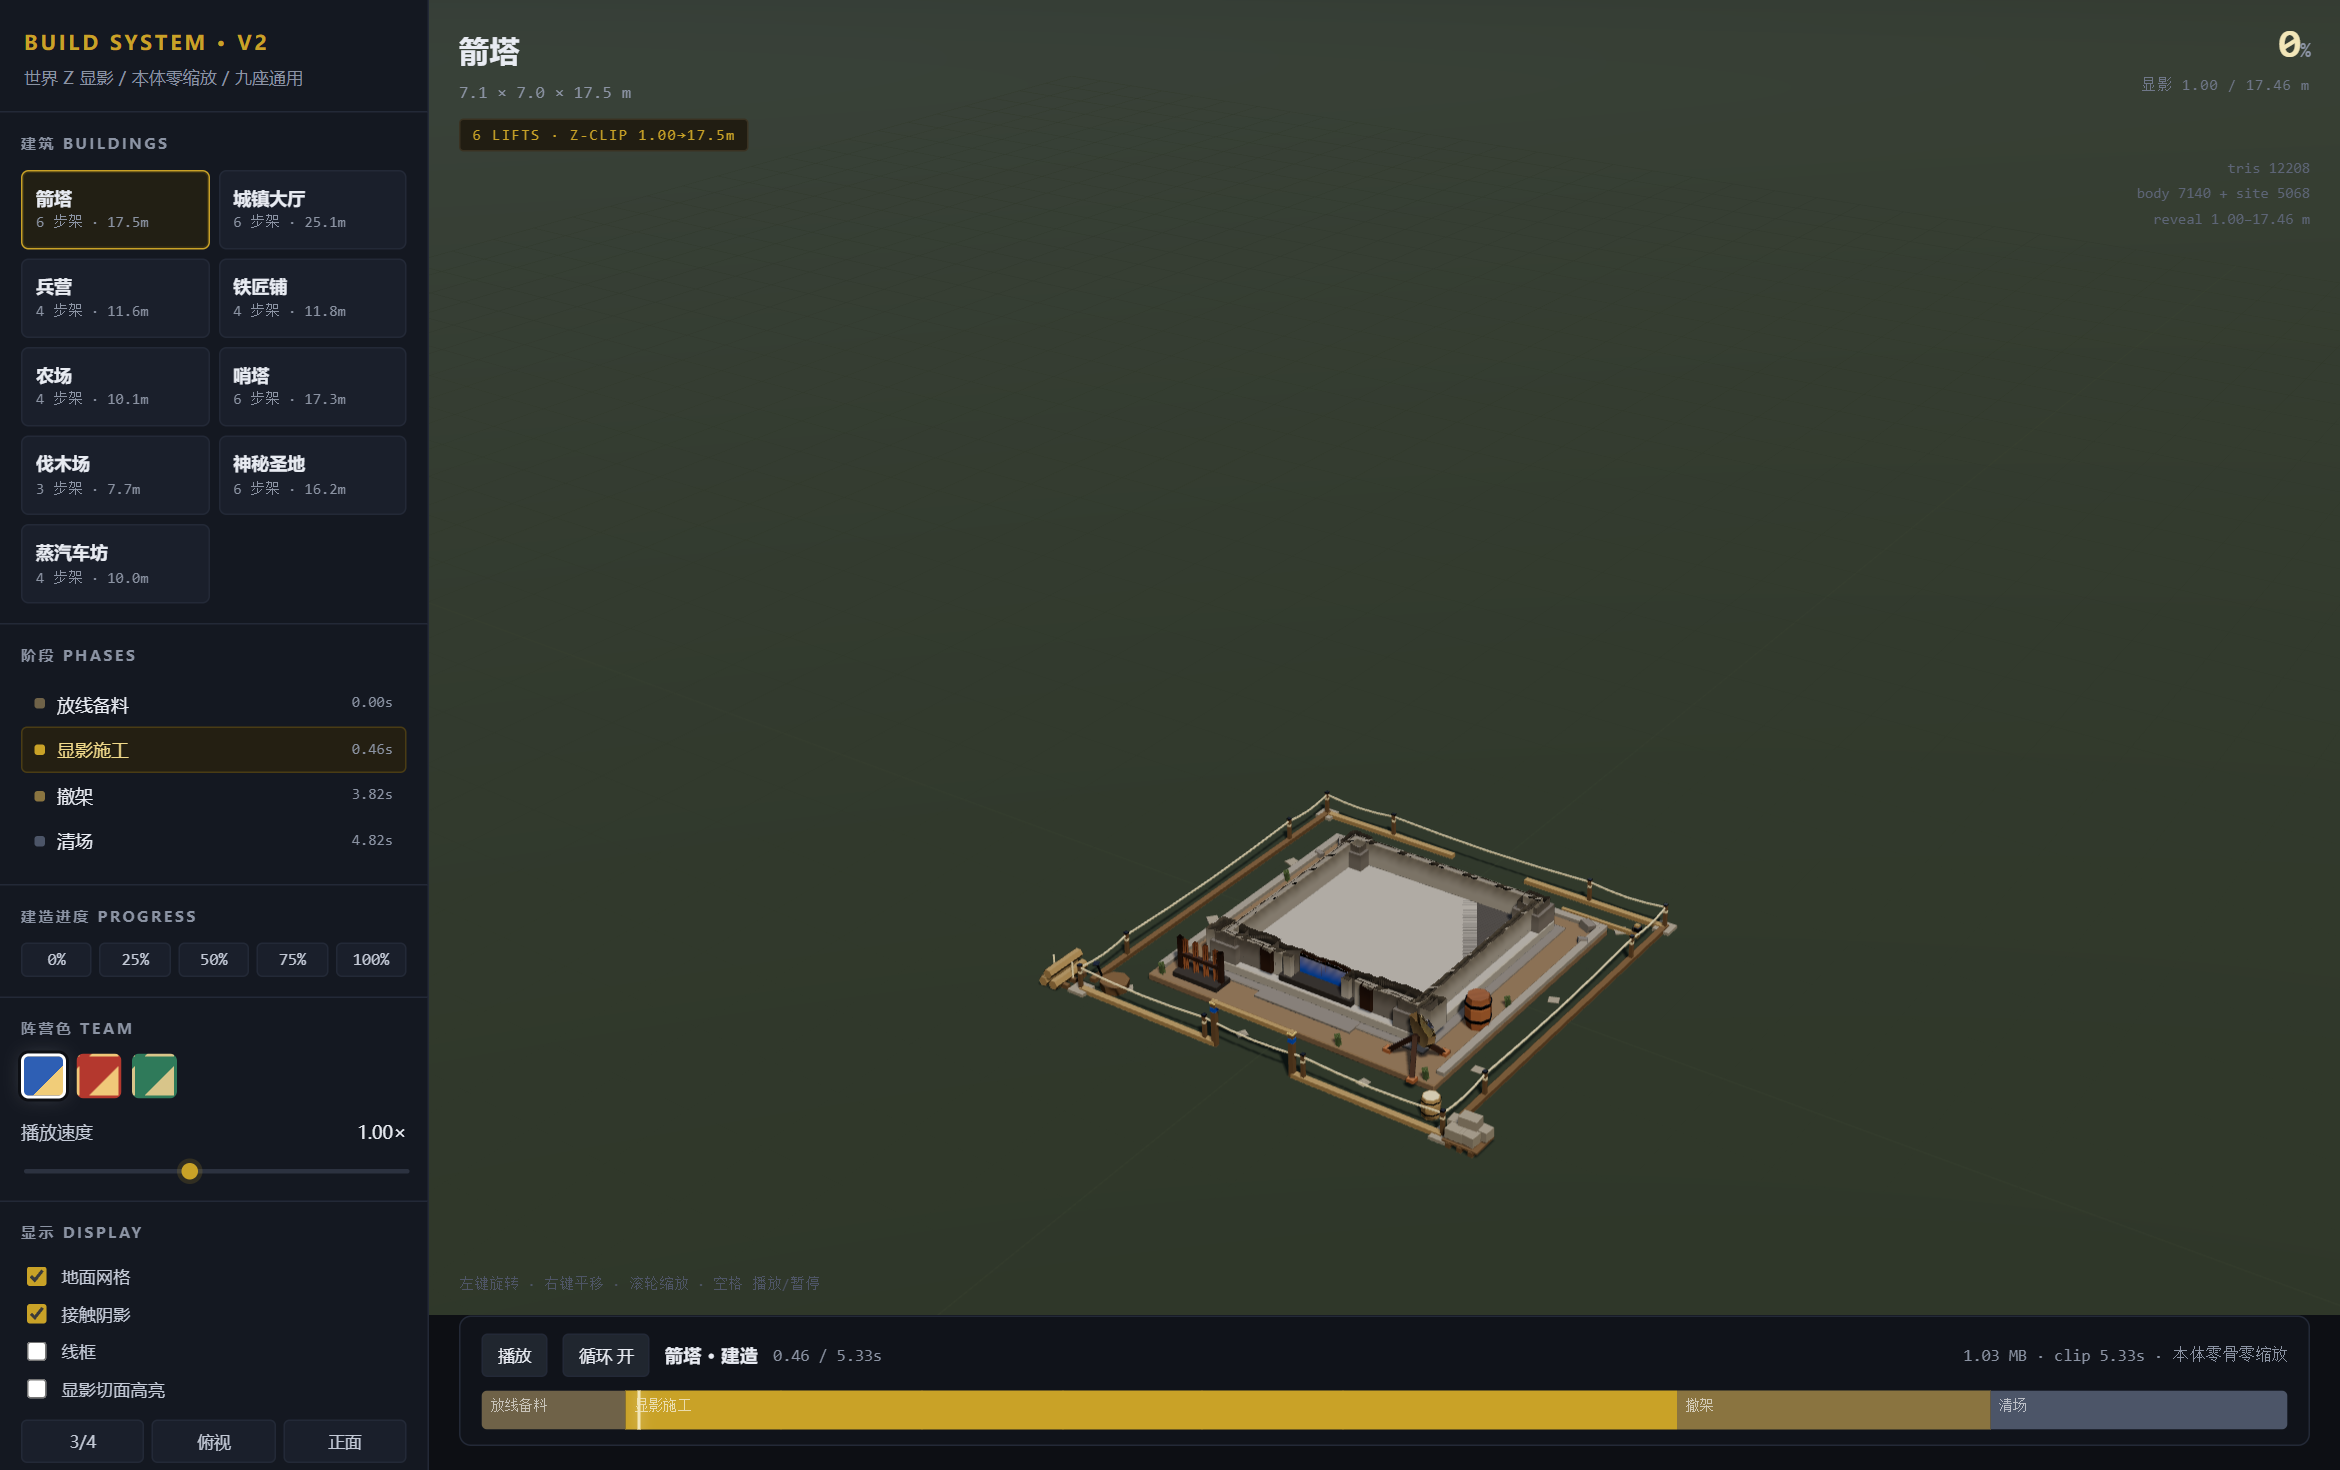 BUILD SYSTEM • V2
世界 Z 显影 / 本体零缩放 / 九座通用
建筑 BUILDINGS
箭塔
6 步架 · 17.5m
城镇大厅
6 步架 · 25.1m
兵营
4 步架 · 11.6m
铁匠铺
4 步架 · 11.8m
农场
4 步架 · 10.1m
哨塔
6 步架 · 17.3m
伐木场
3 步架 · 7.7m
神秘圣地
6 步架 · 16.2m
蒸汽车坊
4 步架 · 10.0m
阶段 PHASES
放线备料 0.00s
显影施工 0.46s
撤架 3.82s
清场 4.82s
建造进度 PROGRESS
0% 25% 50% 75% 100%
阵营色 TEAM
播放速度 1.00×
显示 DISPLAY
地面网格
接触阴影
线框
显影切面高亮
3/4 俯视 正面
箭塔
7.1 × 7.0 × 17.5 m
6 LIFTS · Z-CLIP 1.00→17.5m
0%
显影 1.00 / 17.46 m
tris 12208
body 7140 + site 5068
reveal 1.00–17.46 m
左键旋转 · 右键平移 · 滚轮缩放 · 空格 播放/暂停
播放 循环 开 箭塔 • 建造 0.46 / 5.33s
1.03 MB · clip 5.33s · 本体零骨零缩放
放线备料 显影施工 撤架 清场